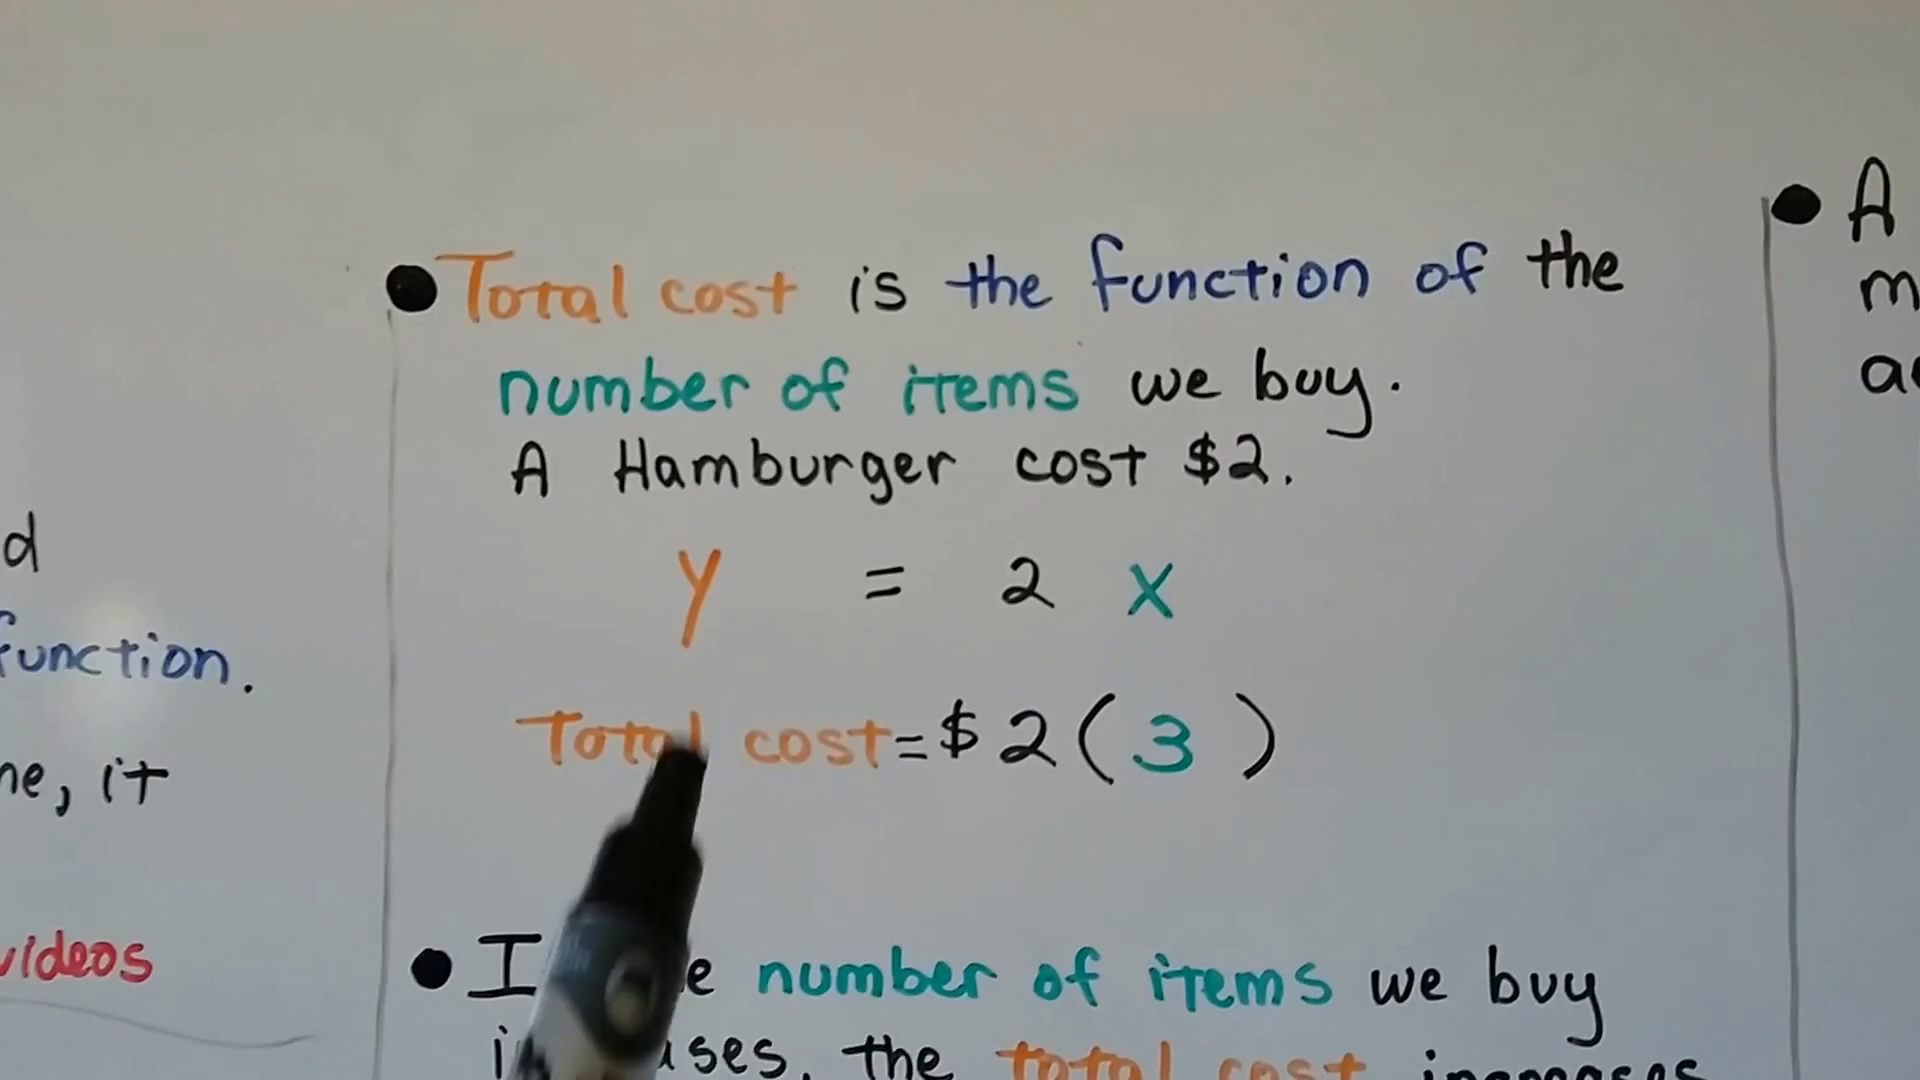 d
function.
ne, it
videos
Total cost is the function of the
number of items we buy.
A Hamburger cost $2.
y = 2 x
Total cost = $2 ( 3 )
number of items we buy
the total cost increases
A
m